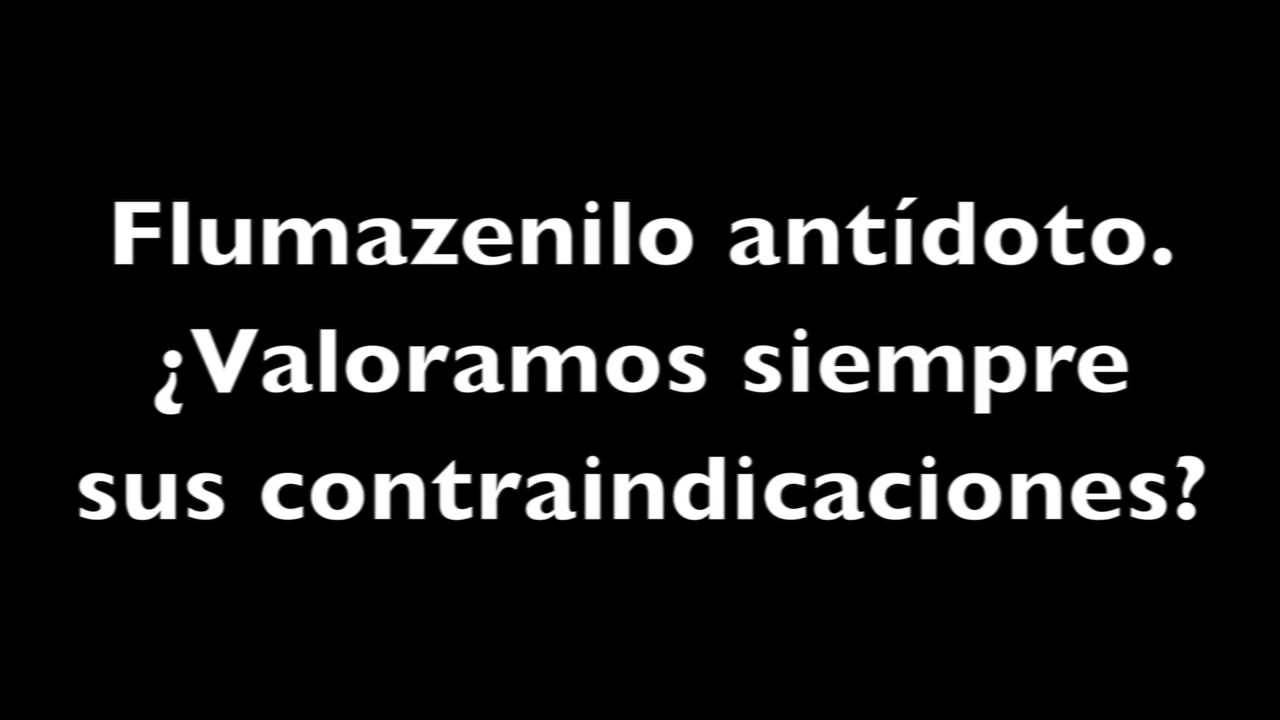 Flumazenilo antídoto.
¿Valoramos siempre
sus contraindicaciones?